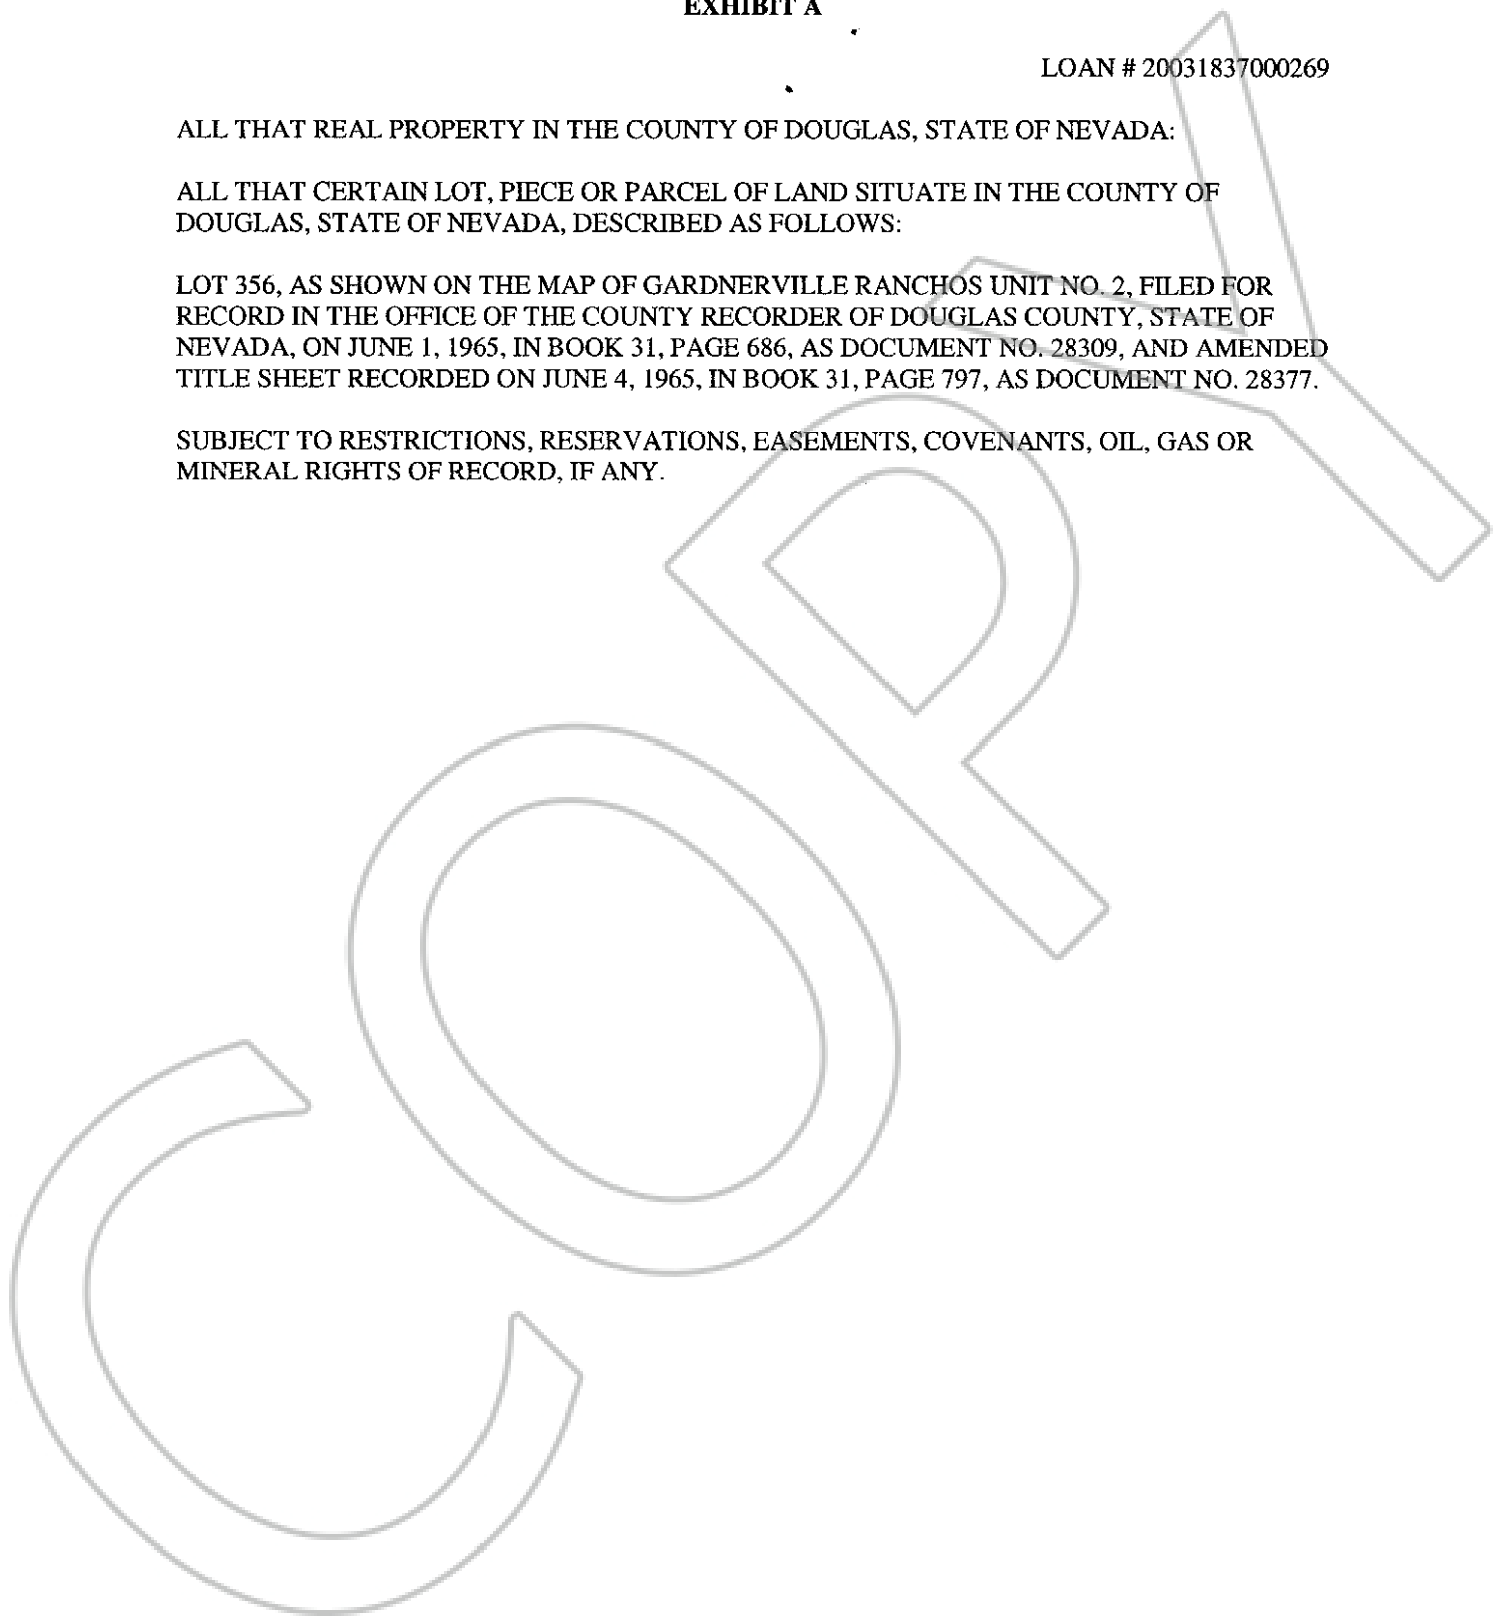 EXHIBIT A
LOAN # 20031837000269
ALL THAT REAL PROPERTY IN THE COUNTY OF DOUGLAS, STATE OF NEVADA:
ALL THAT CERTAIN LOT, PIECE OR PARCEL OF LAND SITUATE IN THE COUNTY OF
DOUGLAS, STATE OF NEVADA, DESCRIBED AS FOLLOWS:
LOT 356, AS SHOWN ON THE MAP OF GARDNERVILLE RANCHOS UNIT NO. 2, FILED FOR
RECORD IN THE OFFICE OF THE COUNTY RECORDER OF DOUGLAS COUNTY, STATE OF
NEVADA, ON JUNE 1, 1965, IN BOOK 31, PAGE 686, AS DOCUMENT NO. 28309, AND AMENDED
TITLE SHEET RECORDED ON JUNE 4, 1965, IN BOOK 31, PAGE 797, AS DOCUMENT NO. 28377.
SUBJECT TO RESTRICTIONS, RESERVATIONS, EASEMENTS, COVENANTS, OIL, GAS OR
MINERAL RIGHTS OF RECORD, IF ANY.
COPY